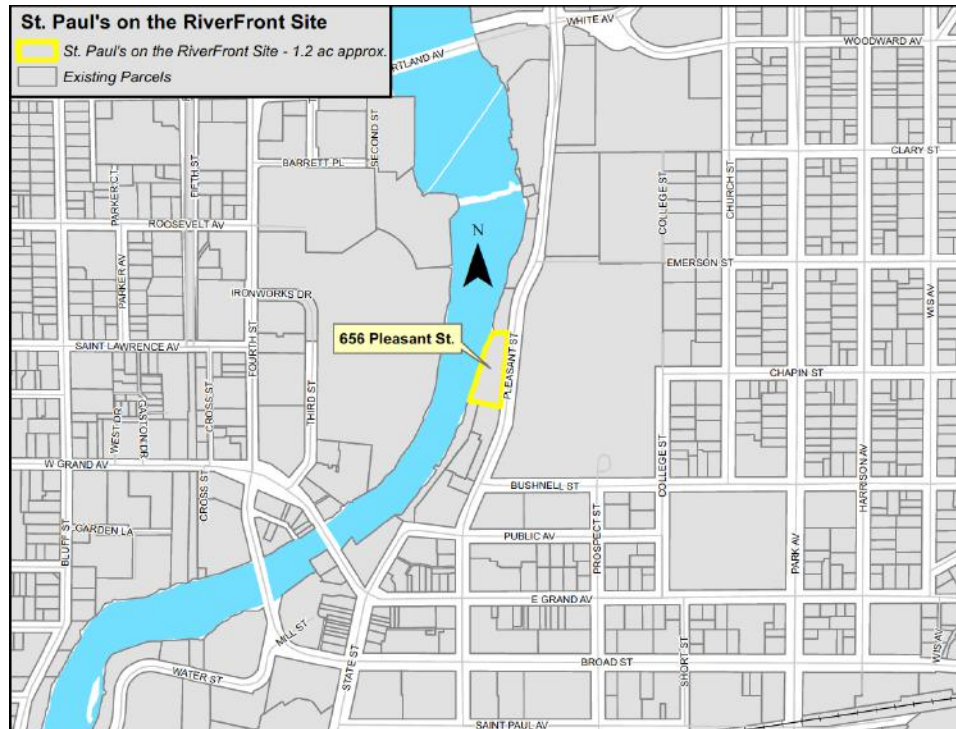 St. Paul's on the RiverFront Site
St. Paul's on the RiverFront Site - 1.2 ac approx.
Existing Parcels
WHITE AV
WOODWARD AV
RTLAND AV
SECOND ST
FIFTH ST
BARRETT PL
PARKER CT
CLARY ST
COLLEGE ST
CHURCH ST
ROOSEVELT AV
N
PARKER AV
EMERSON ST
WIS AV
IRONWORKS DR
656 Pleasant St.
SAINT LAWRENCE AV
FOURTH ST
THIRD ST
PLEASANT ST
CHAPIN ST
WEST DR
GASTON DR
CROSS ST
COLLEGE ST
HARRISON AV
W GRAND AV
CROSS ST
BUSHNELL ST
BLUFF ST
GARDEN LA
PUBLIC AV
PROSPECT ST
PARK AV
E GRAND AV
MILL ST
STATE ST
BROAD ST
SHORT ST
WIS AV
WATER ST
SAINT PAUL AV